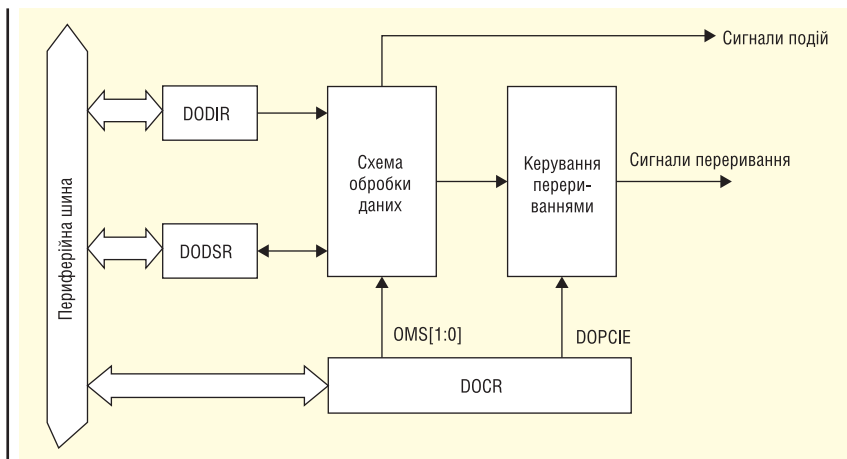 Сигнали подій
DODIR
Схема
обробки
даних
Керування
перери-
ваннями
Сигнали переривання
Периферійна шина
DODSR
OMS[1:0]
DOPCIE
DOCR